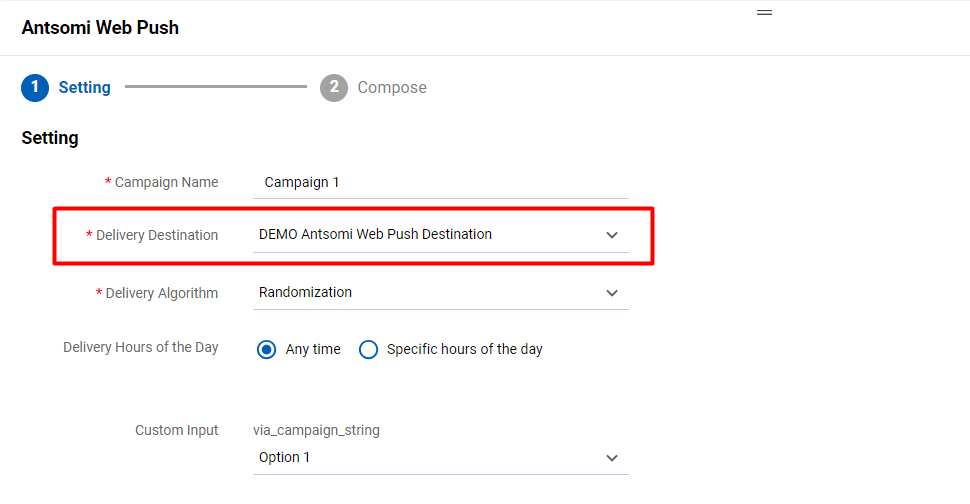 Antsomi Web Push
1 Setting 2 Compose
Setting
* Campaign Name Campaign 1
* Delivery Destination DEMO Antsomi Web Push Destination
* Delivery Algorithm Randomization
Delivery Hours of the Day Any time Specific hours of the day
Custom Input via_campaign_string
Option 1